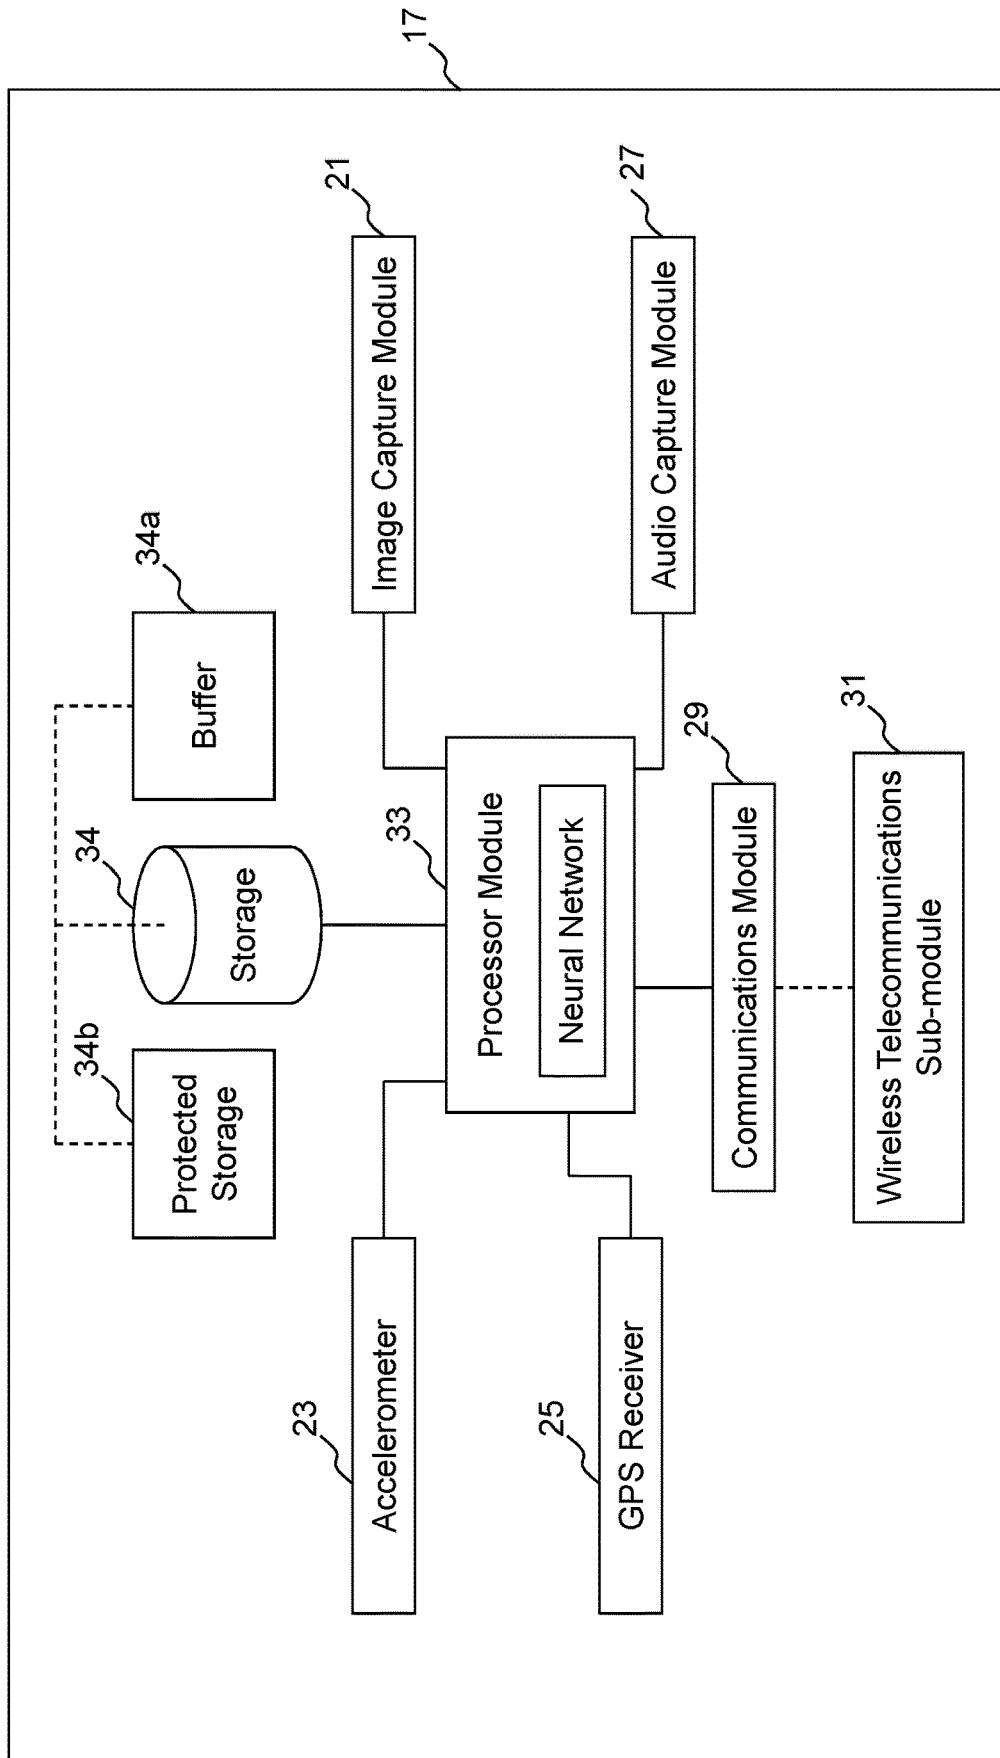 17
34b
34
34a
Protected
Storage
Storage
Buffer
23
Accelerometer
33
Processor Module
Neural Network
21
Image Capture Module
25
GPS Receiver
29
Communications Module
27
Audio Capture Module
31
Wireless Telecommunications
Sub-module